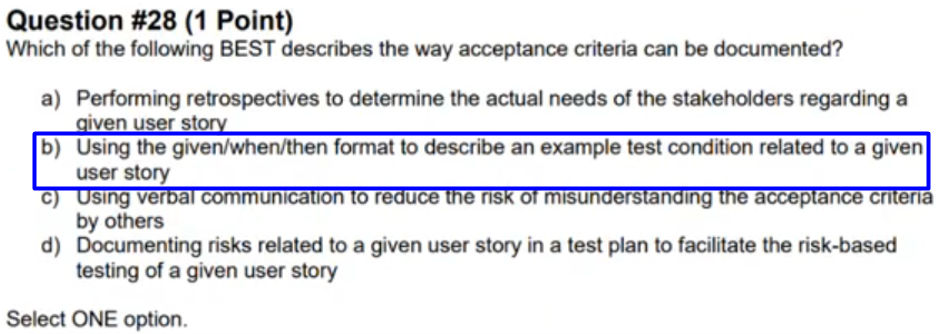 Question #28 (1 Point)
Which of the following BEST describes the way acceptance criteria can be documented?
a) Performing retrospectives to determine the actual needs of the stakeholders regarding a
given user story
b) Using the given/when/then format to describe an example test condition related to a given
user story
c) Using verbal communication to reduce the risk of misunderstanding the acceptance criteria
by others
d) Documenting risks related to a given user story in a test plan to facilitate the risk-based
testing of a given user story
Select ONE option.